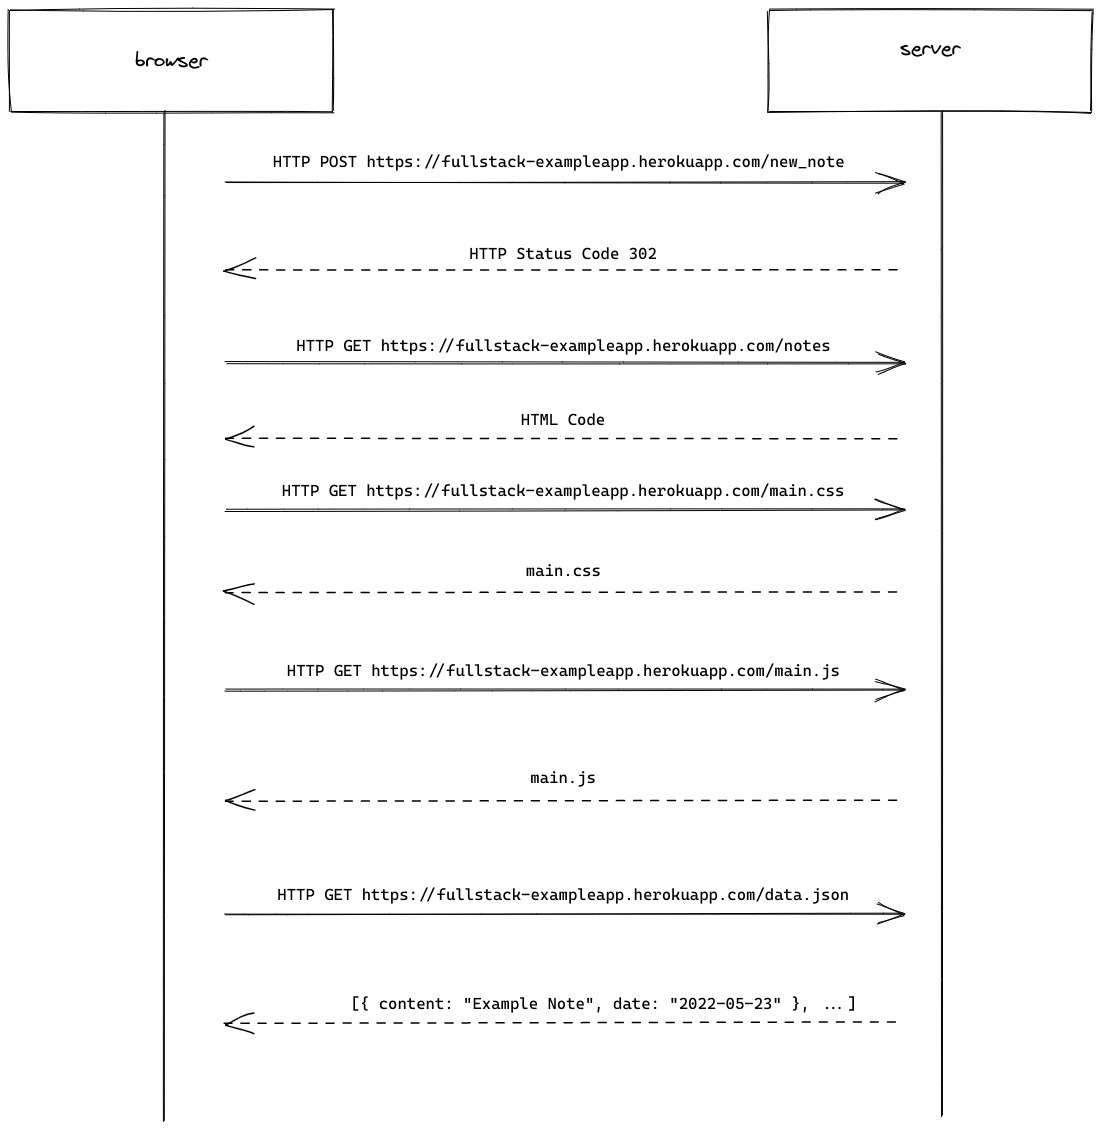 browser
server
HTTP POST https://fullstack-exampleapp.herokuapp.com/new_note
HTTP Status Code 302
HTTP GET https://fullstack-exampleapp.herokuapp.com/notes
HTML Code
HTTP GET https://fullstack-exampleapp.herokuapp.com/main.css
main.css
HTTP GET https://fullstack-exampleapp.herokuapp.com/main.js
main.js
HTTP GET https://fullstack-exampleapp.herokuapp.com/data.json
[{ content: "Example Note", date: "2022-05-23" }, ...]